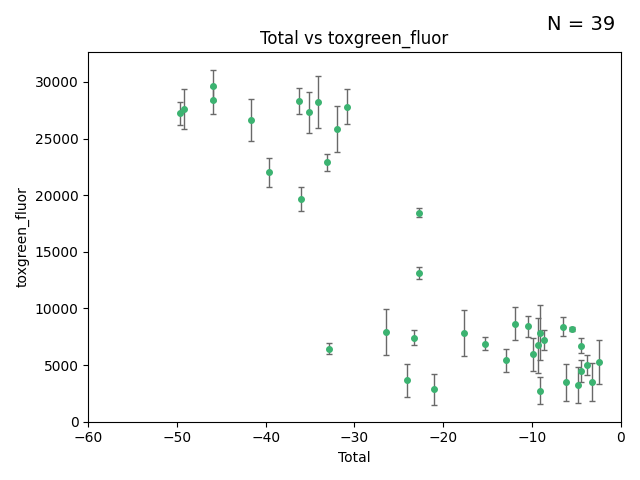 N = 39
Total vs toxgreen_fluor
toxgreen_fluor
30000
25000
20000
15000
10000
5000
0
−60 −50 −40 −30 −20 −10 0
Total